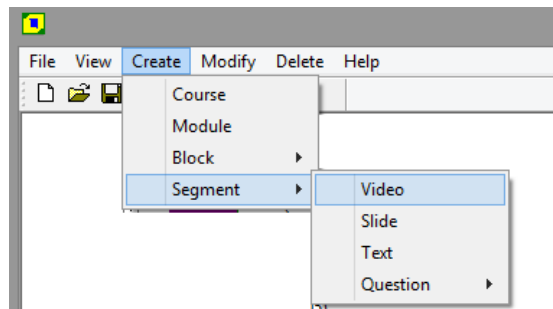 File View Create Modify Delete Help
Course
Module
Block
Segment
Video
Slide
Text
Question